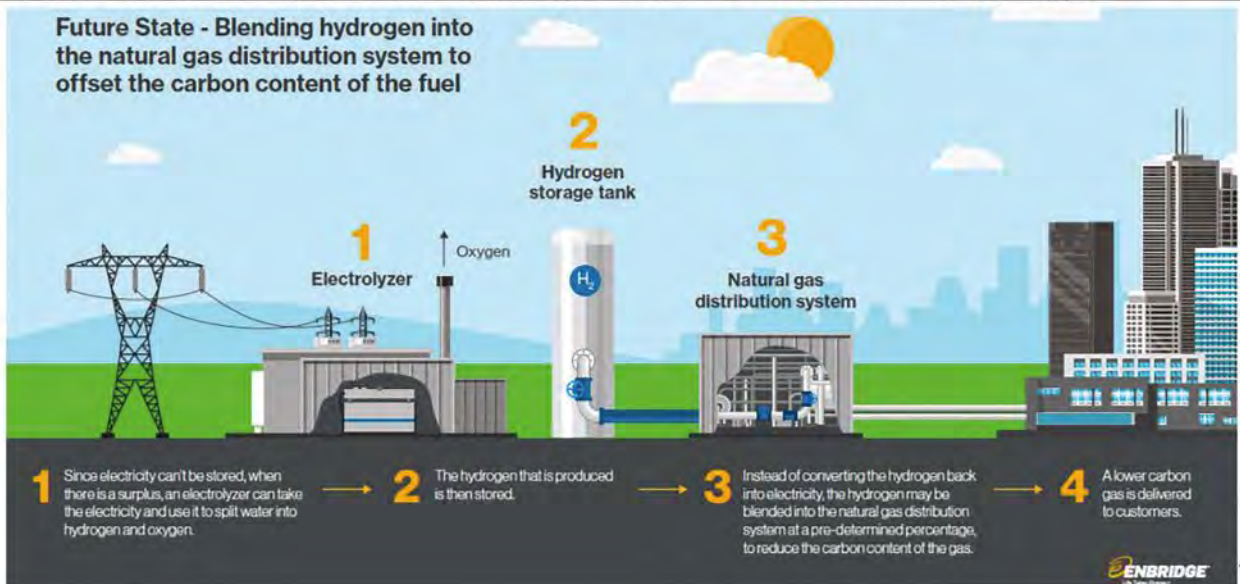 Future State - Blending hydrogen into
the natural gas distribution system to
offset the carbon content of the fuel
2
Hydrogen
storage tank
1
Electrolyzer
Oxygen
3
Natural gas
distribution system
H₂
1
Since electricity can't be stored, when
there is a surplus, an electrolyzer can take
the electricity and use it to split water into
hydrogen and oxygen.
2
The hydrogen that is produced
is then stored.
3
Instead of converting the hydrogen back
into electricity, the hydrogen may be
blended into the natural gas distribution
system at a pre-determined percentage,
to reduce the carbon content of the gas.
4
A lower carbon
gas is delivered
to customers.
ENBRIDGE